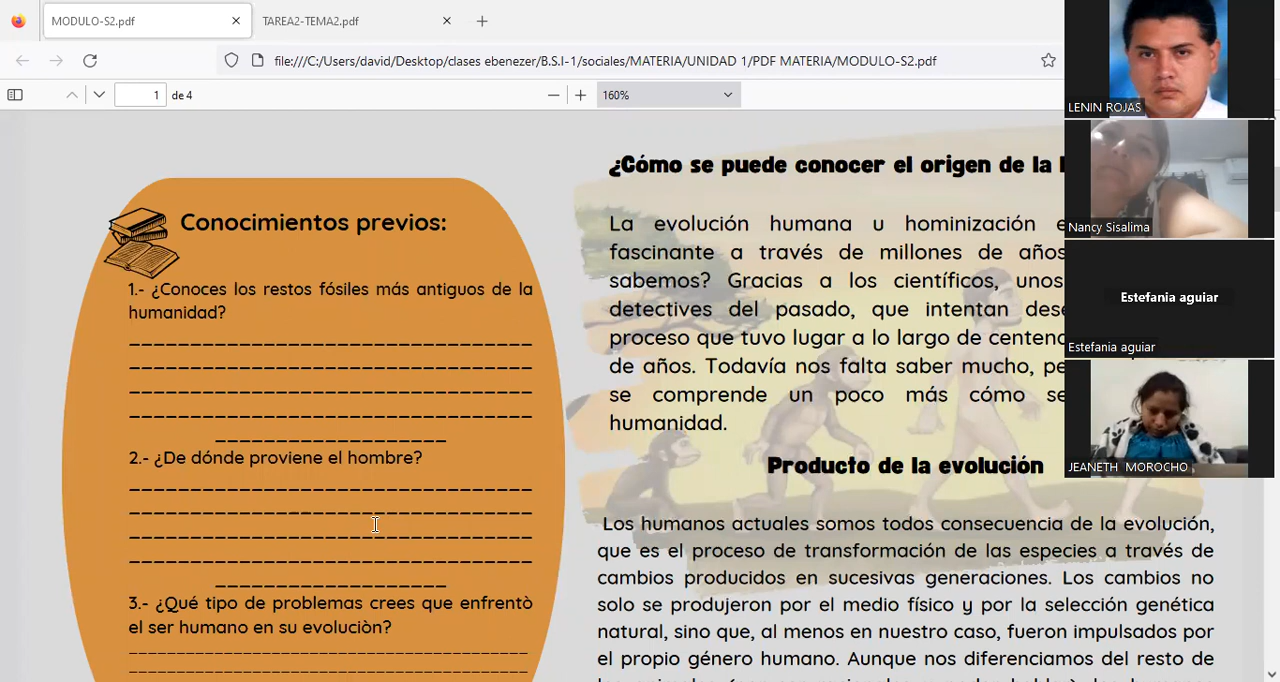 MODULO-S2.pdf
TAREA2-TEMA2.pdf
file:///C:/Users/david/Desktop/clases ebenezer/B.S.I-1/sociales/MATERIA/UNIDAD 1/PDF MATERIA/MODULO-S2.pdf
1 de 4
160%
Conocimientos previos:
1.- ¿Conoces los restos fósiles más antiguos de la
humanidad?
2.- ¿De dónde proviene el hombre?
3.- ¿Qué tipo de problemas crees que enfrentò
el ser humano en su evoluciòn?
¿Cómo se puede conocer el origen de la
La evolución humana u hominización
fascinante a través de millones de años
sabemos? Gracias a los científicos, unos
detectives del pasado, que intentan
proceso que tuvo lugar a lo largo de
de años. Todavía nos falta saber mucho,
se comprende un poco más cómo se
humanidad.
Producto de la evolución
Los humanos actuales somos todos consecuencia de la evolución,
que es el proceso de transformación de las especies a través de
cambios producidos en sucesivas generaciones. Los cambios no
solo se produjeron por el medio físico y por la selección genética
natural, sino que, al menos en nuestro caso, fueron impulsados por
el propio género humano. Aunque nos diferenciamos del resto de
LENIN ROJAS
Nancy Sisalima
Estefania aguiar
Estefania aguiar
JEANETH MOROCHO